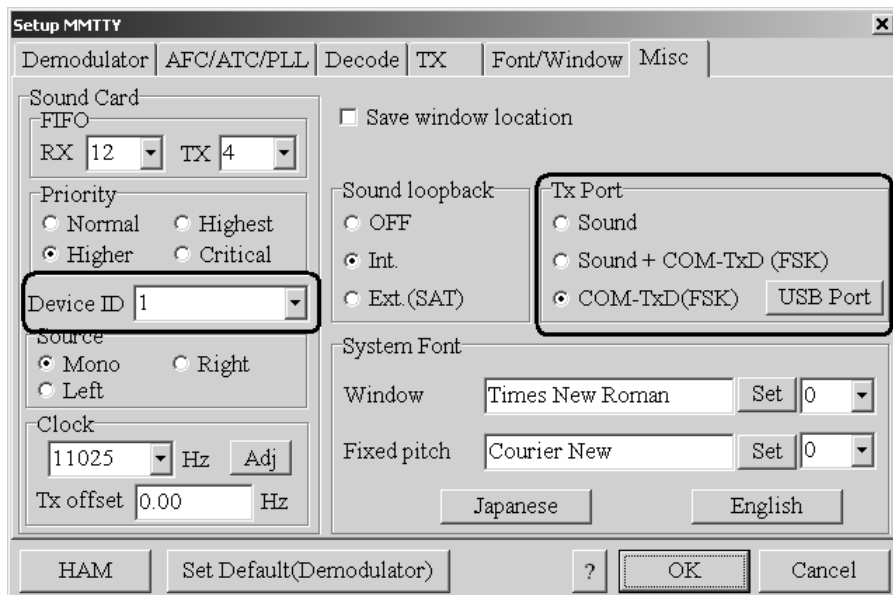 Setup MMTTY
Demodulator AFC/ATC/PLL Decode TX Font/Window Misc
Sound Card
FIFO
RX 12 TX 4
Priority
Normal Highest
Higher Critical
Device ID 1
Source
Mono Right
Left
Clock
11025 Hz Adj
Tx offset 0.00 Hz
Save window location
Sound loopback
OFF
Int.
Ext.(SAT)
Tx Port
Sound
Sound + COM-TxD (FSK)
COM-TxD(FSK) USB Port
System Font
Window Times New Roman Set 0
Fixed pitch Courier New Set 0
Japanese English
HAM Set Default(Demodulator) ? OK Cancel